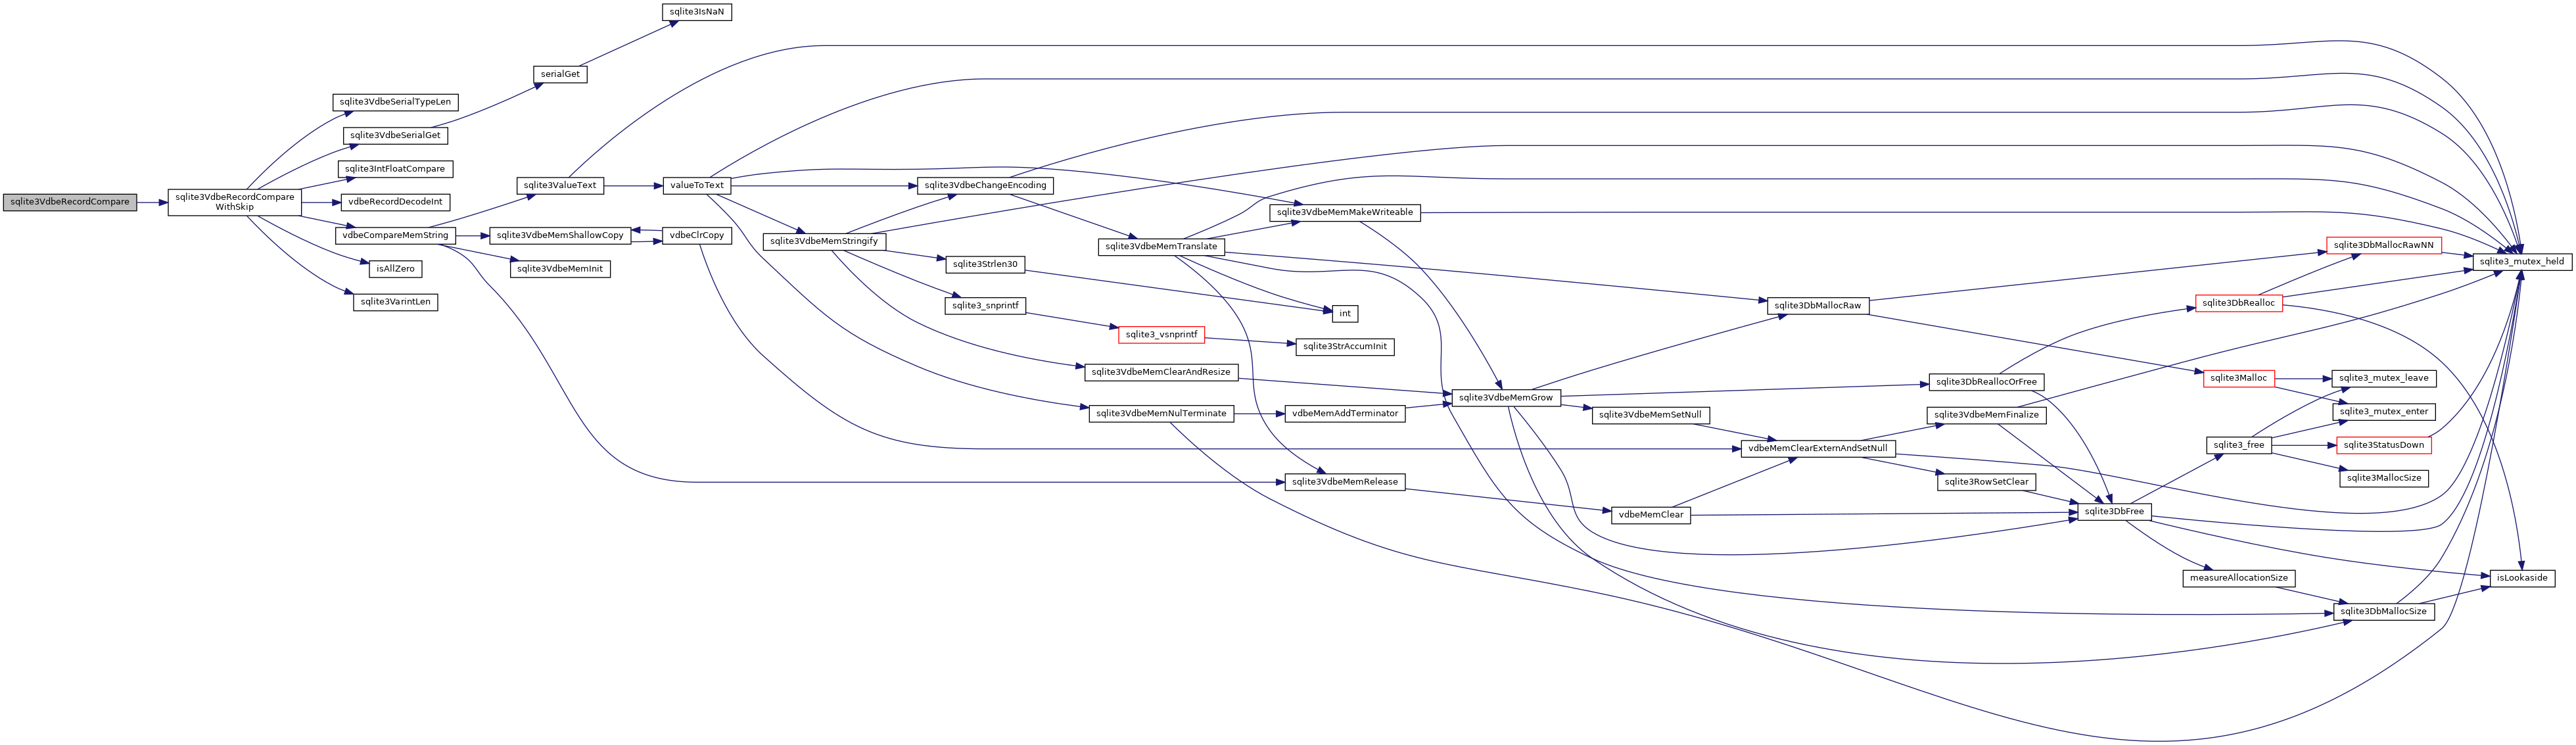 sqlite3VdbeRecordCompare
sqlite3VdbeRecordCompare
WithSkip
sqlite3VdbeSerialTypeLen
sqlite3VdbeSerialGet
sqlite3IntFloatCompare
vdbeRecordDecodeInt
vdbeCompareMemString
isAllZero
sqlite3VarintLen
serialGet
sqlite3ValueText
sqlite3VdbeMemShallowCopy
sqlite3VdbeMemInit
sqlite3IsNaN
valueToText
vdbeClrCopy
sqlite3VdbeMemStringify
sqlite3VdbeChangeEncoding
sqlite3Strlen30
sqlite3_snprintf
sqlite3VdbeMemTranslate
sqlite3_vsnprintf
sqlite3VdbeMemClearAndResize
sqlite3VdbeMemNulTerminate
sqlite3VdbeMemMakeWriteable
int
sqlite3StrAccumInit
vdbeMemAddTerminator
sqlite3VdbeMemRelease
sqlite3VdbeMemGrow
sqlite3VdbeMemSetNull
vdbeMemClear
sqlite3DbMallocRaw
vdbeMemClearExternAndSetNull
sqlite3DbReallocOrFree
sqlite3VdbeMemFinalize
sqlite3RowSetClear
sqlite3DbFree
sqlite3DbRealloc
sqlite3Malloc
sqlite3_free
measureAllocationSize
sqlite3DbMallocRawNN
sqlite3_mutex_leave
sqlite3_mutex_enter
sqlite3StatusDown
sqlite3MallocSize
sqlite3DbMallocSize
sqlite3_mutex_held
isLookaside